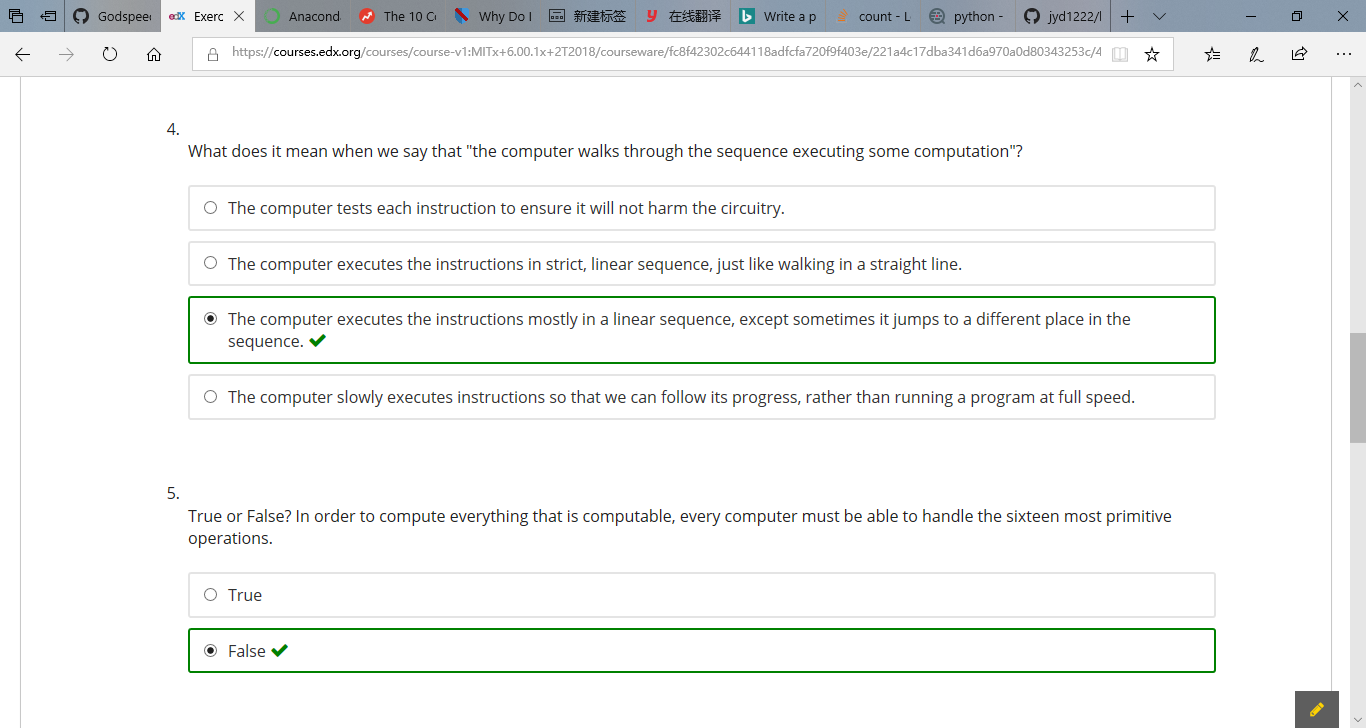 Godspee
edX Exerc
Anacond
The 10 C
Why Do I
新建标签
在线翻译
Write a p
count - L
python -
jyd1222/
https://courses.edx.org/courses/course-v1:MITx+6.00.1x+2T2018/courseware/fc8f42302c644118adfcfa720f9f403e/221a4c17dba341d6a970a0d80343253c/4
4.
What does it mean when we say that "the computer walks through the sequence executing some computation"?
The computer tests each instruction to ensure it will not harm the circuitry.
The computer executes the instructions in strict, linear sequence, just like walking in a straight line.
The computer executes the instructions mostly in a linear sequence, except sometimes it jumps to a different place in the
sequence.
The computer slowly executes instructions so that we can follow its progress, rather than running a program at full speed.
5.
True or False? In order to compute everything that is computable, every computer must be able to handle the sixteen most primitive
operations.
True
False